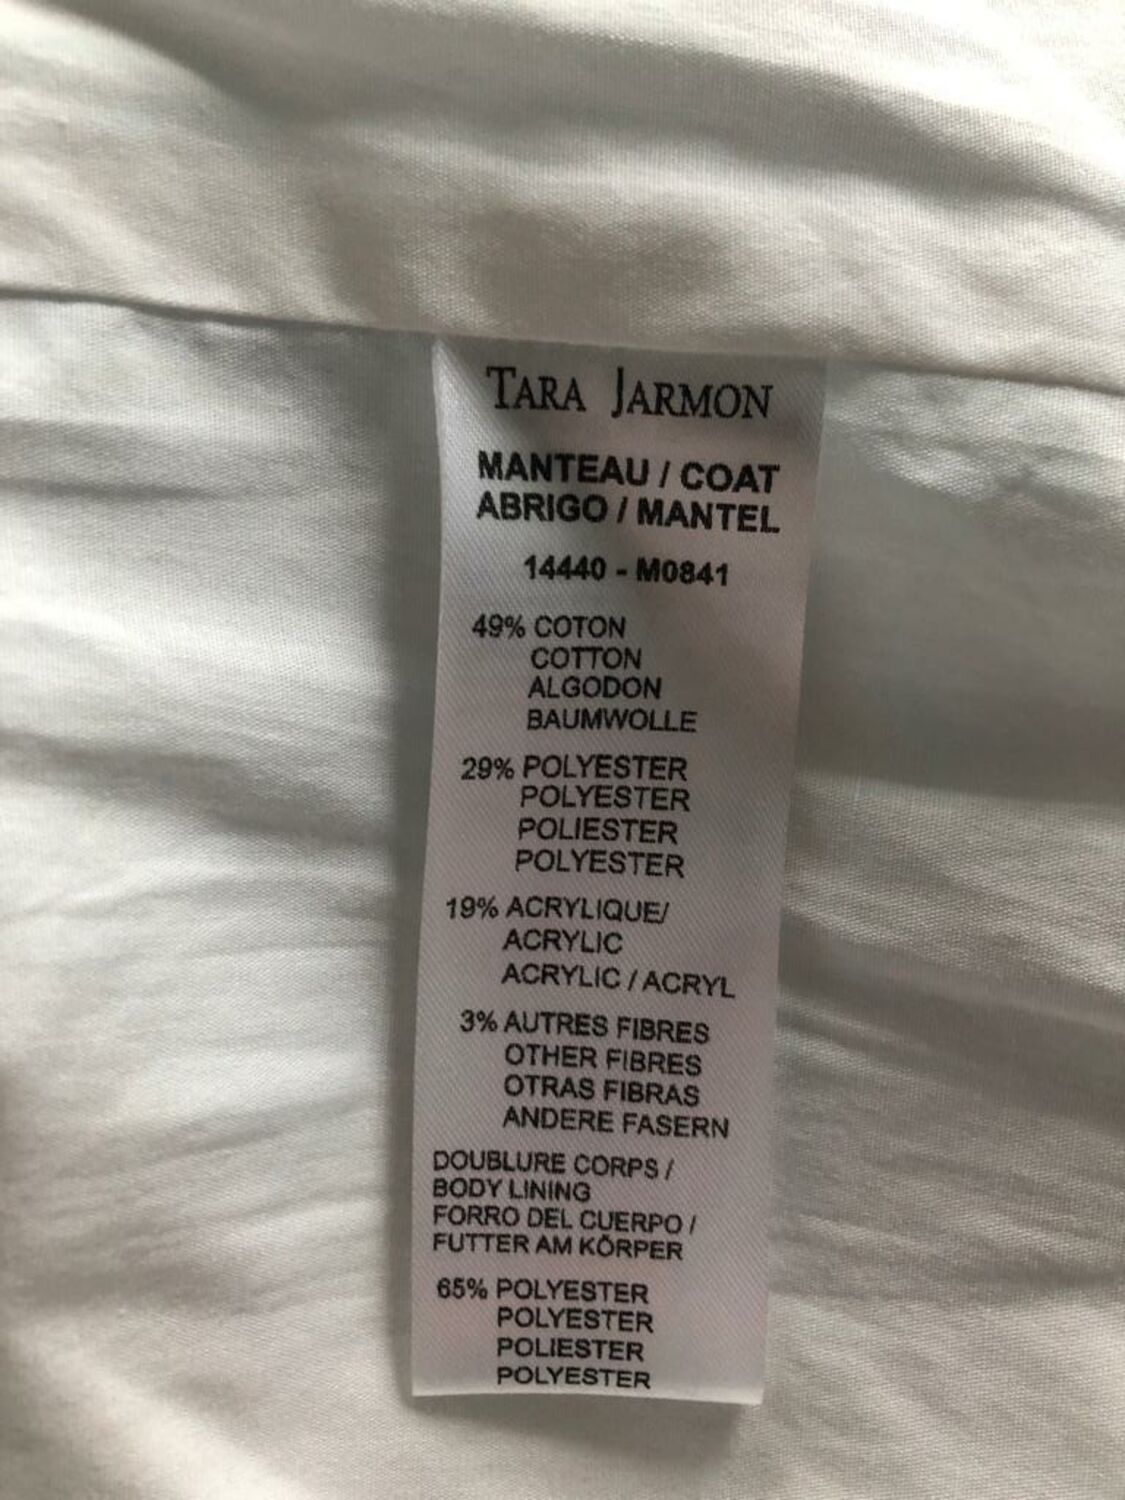 TARA JARMON
MANTEAU / COAT
ABRIGO / MANTEL
14440 - M0841
49% COTON
COTTON
ALGODON
BAUMWOLLE
29% POLYESTER
POLYESTER
POLIESTER
POLYESTER
19% ACRYLIQUE/
ACRYLIC
ACRYLIC / ACRYL
3% AUTRES FIBRES
OTHER FIBRES
OTRAS FIBRAS
ANDERE FASERN
DOUBLURE CORPS /
BODY LINING
FORRO DEL CUERPO /
FUTTER AM KÖRPER
65% POLYESTER
POLYESTER
POLIESTER
POLYESTER